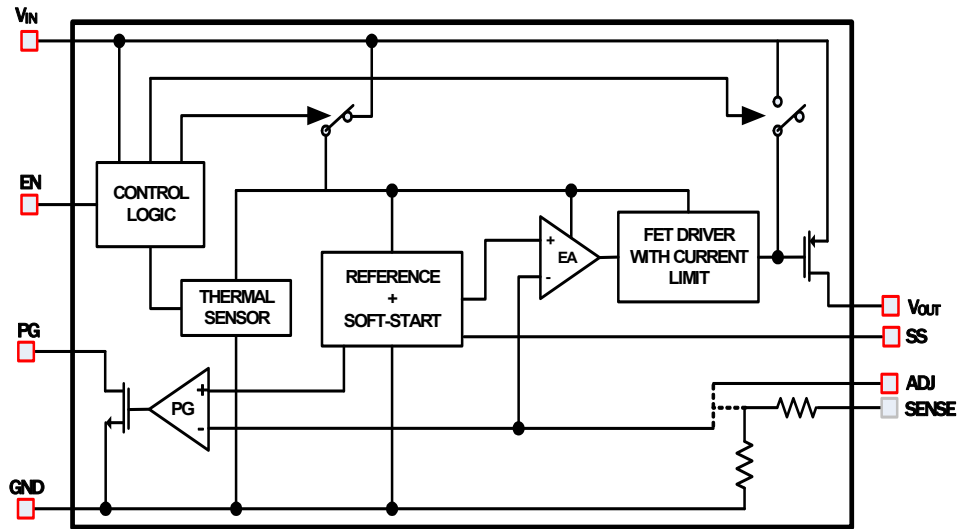 VIN
EN
CONTROL
LOGIC
THERMAL
SENSOR
REFERENCE
+
SOFT-START
+
-
EA
FET DRIVER
WITH CURRENT
LIMIT
VOUT
SS
PG
+
PG
-
ADJ
SENSE
GND